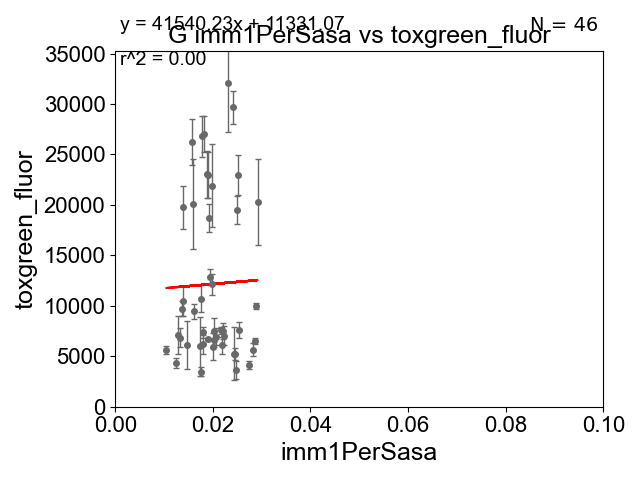 y = 41540.23x + 11331.07
N = 46
G imm1PerSasa vs toxgreen_fluor
r^2 = 0.00
35000
30000
25000
20000
15000
10000
5000
0
toxgreen_fluor
0.00 0.02 0.04 0.06 0.08 0.10
imm1PerSasa